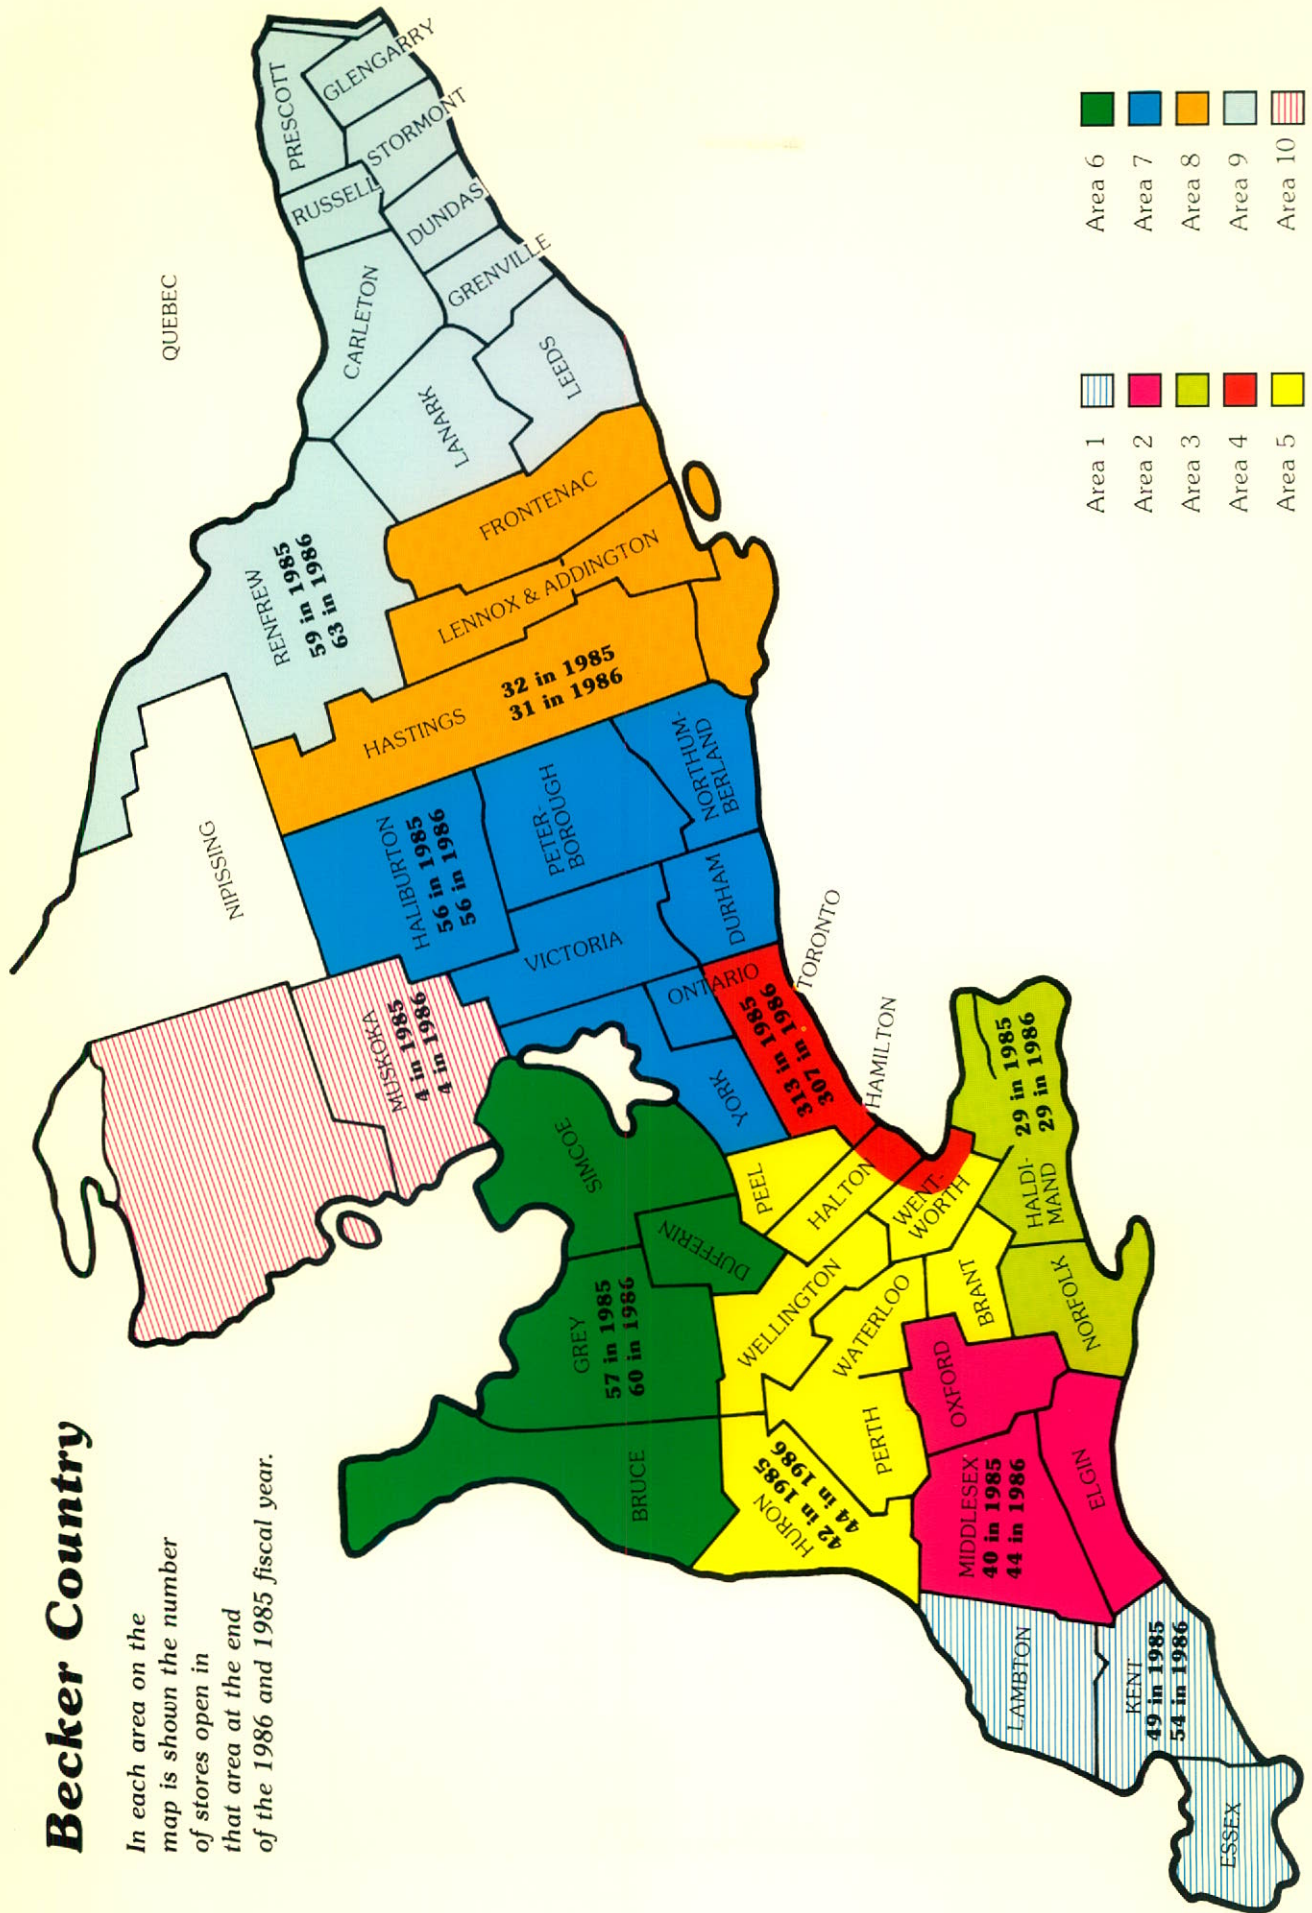 Becker Country
In each area on the
map is shown the number
of stores open in
that area at the end
of the 1986 and 1985 fiscal year.
QUEBEC
PRESCOTT
GLENGARRY
RUSSELL
STORMONT
DUNDAS
CARLETON
GRENVILLE
LANARK
LEEDS
RENFREW
59 in 1985
63 in 1986
FRONTENAC
LENNOX & ADDINGTON
HASTINGS
32 in 1985
31 in 1986
NIPISSING
HALIBURTON
56 in 1985
56 in 1986
PETER-
BOROUGH
NORTHUM-
BERLAND
VICTORIA
DURHAM
ONTARIO
YORK
MUSKOKA
4 in 1985
4 in 1986
313 in 1985
307 in 1986
TORONTO
HAMILTON
SIMCOE
DUFFERIN
GREY
57 in 1985
60 in 1986
BRUCE
PEEL
HALTON
WENT-
WORTH
WELLINGTON
WATERLOO
BRANT
PERTH
HURON
42 in 1985
44 in 1986
HALDI-
MAND
29 in 1985
29 in 1986
NORFOLK
OXFORD
MIDDLESEX
40 in 1985
44 in 1986
ELGIN
LAMBTON
KENT
49 in 1985
54 in 1986
ESSEX
Area 1
Area 2
Area 3
Area 4
Area 5
Area 6
Area 7
Area 8
Area 9
Area 10